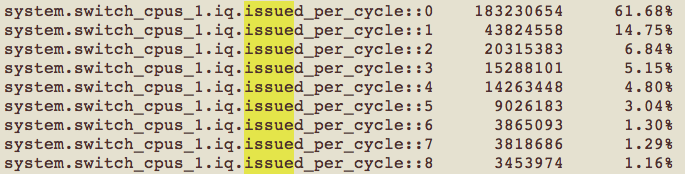 system.switch_cpus_1.iq.issued_per_cycle::0 183230654 61.68%
system.switch_cpus_1.iq.issued_per_cycle::1 43824558 14.75%
system.switch_cpus_1.iq.issued_per_cycle::2 20315383 6.84%
system.switch_cpus_1.iq.issued_per_cycle::3 15288101 5.15%
system.switch_cpus_1.iq.issued_per_cycle::4 14263448 4.80%
system.switch_cpus_1.iq.issued_per_cycle::5 9026183 3.04%
system.switch_cpus_1.iq.issued_per_cycle::6 3865093 1.30%
system.switch_cpus_1.iq.issued_per_cycle::7 3818686 1.29%
system.switch_cpus_1.iq.issued_per_cycle::8 3453974 1.16%